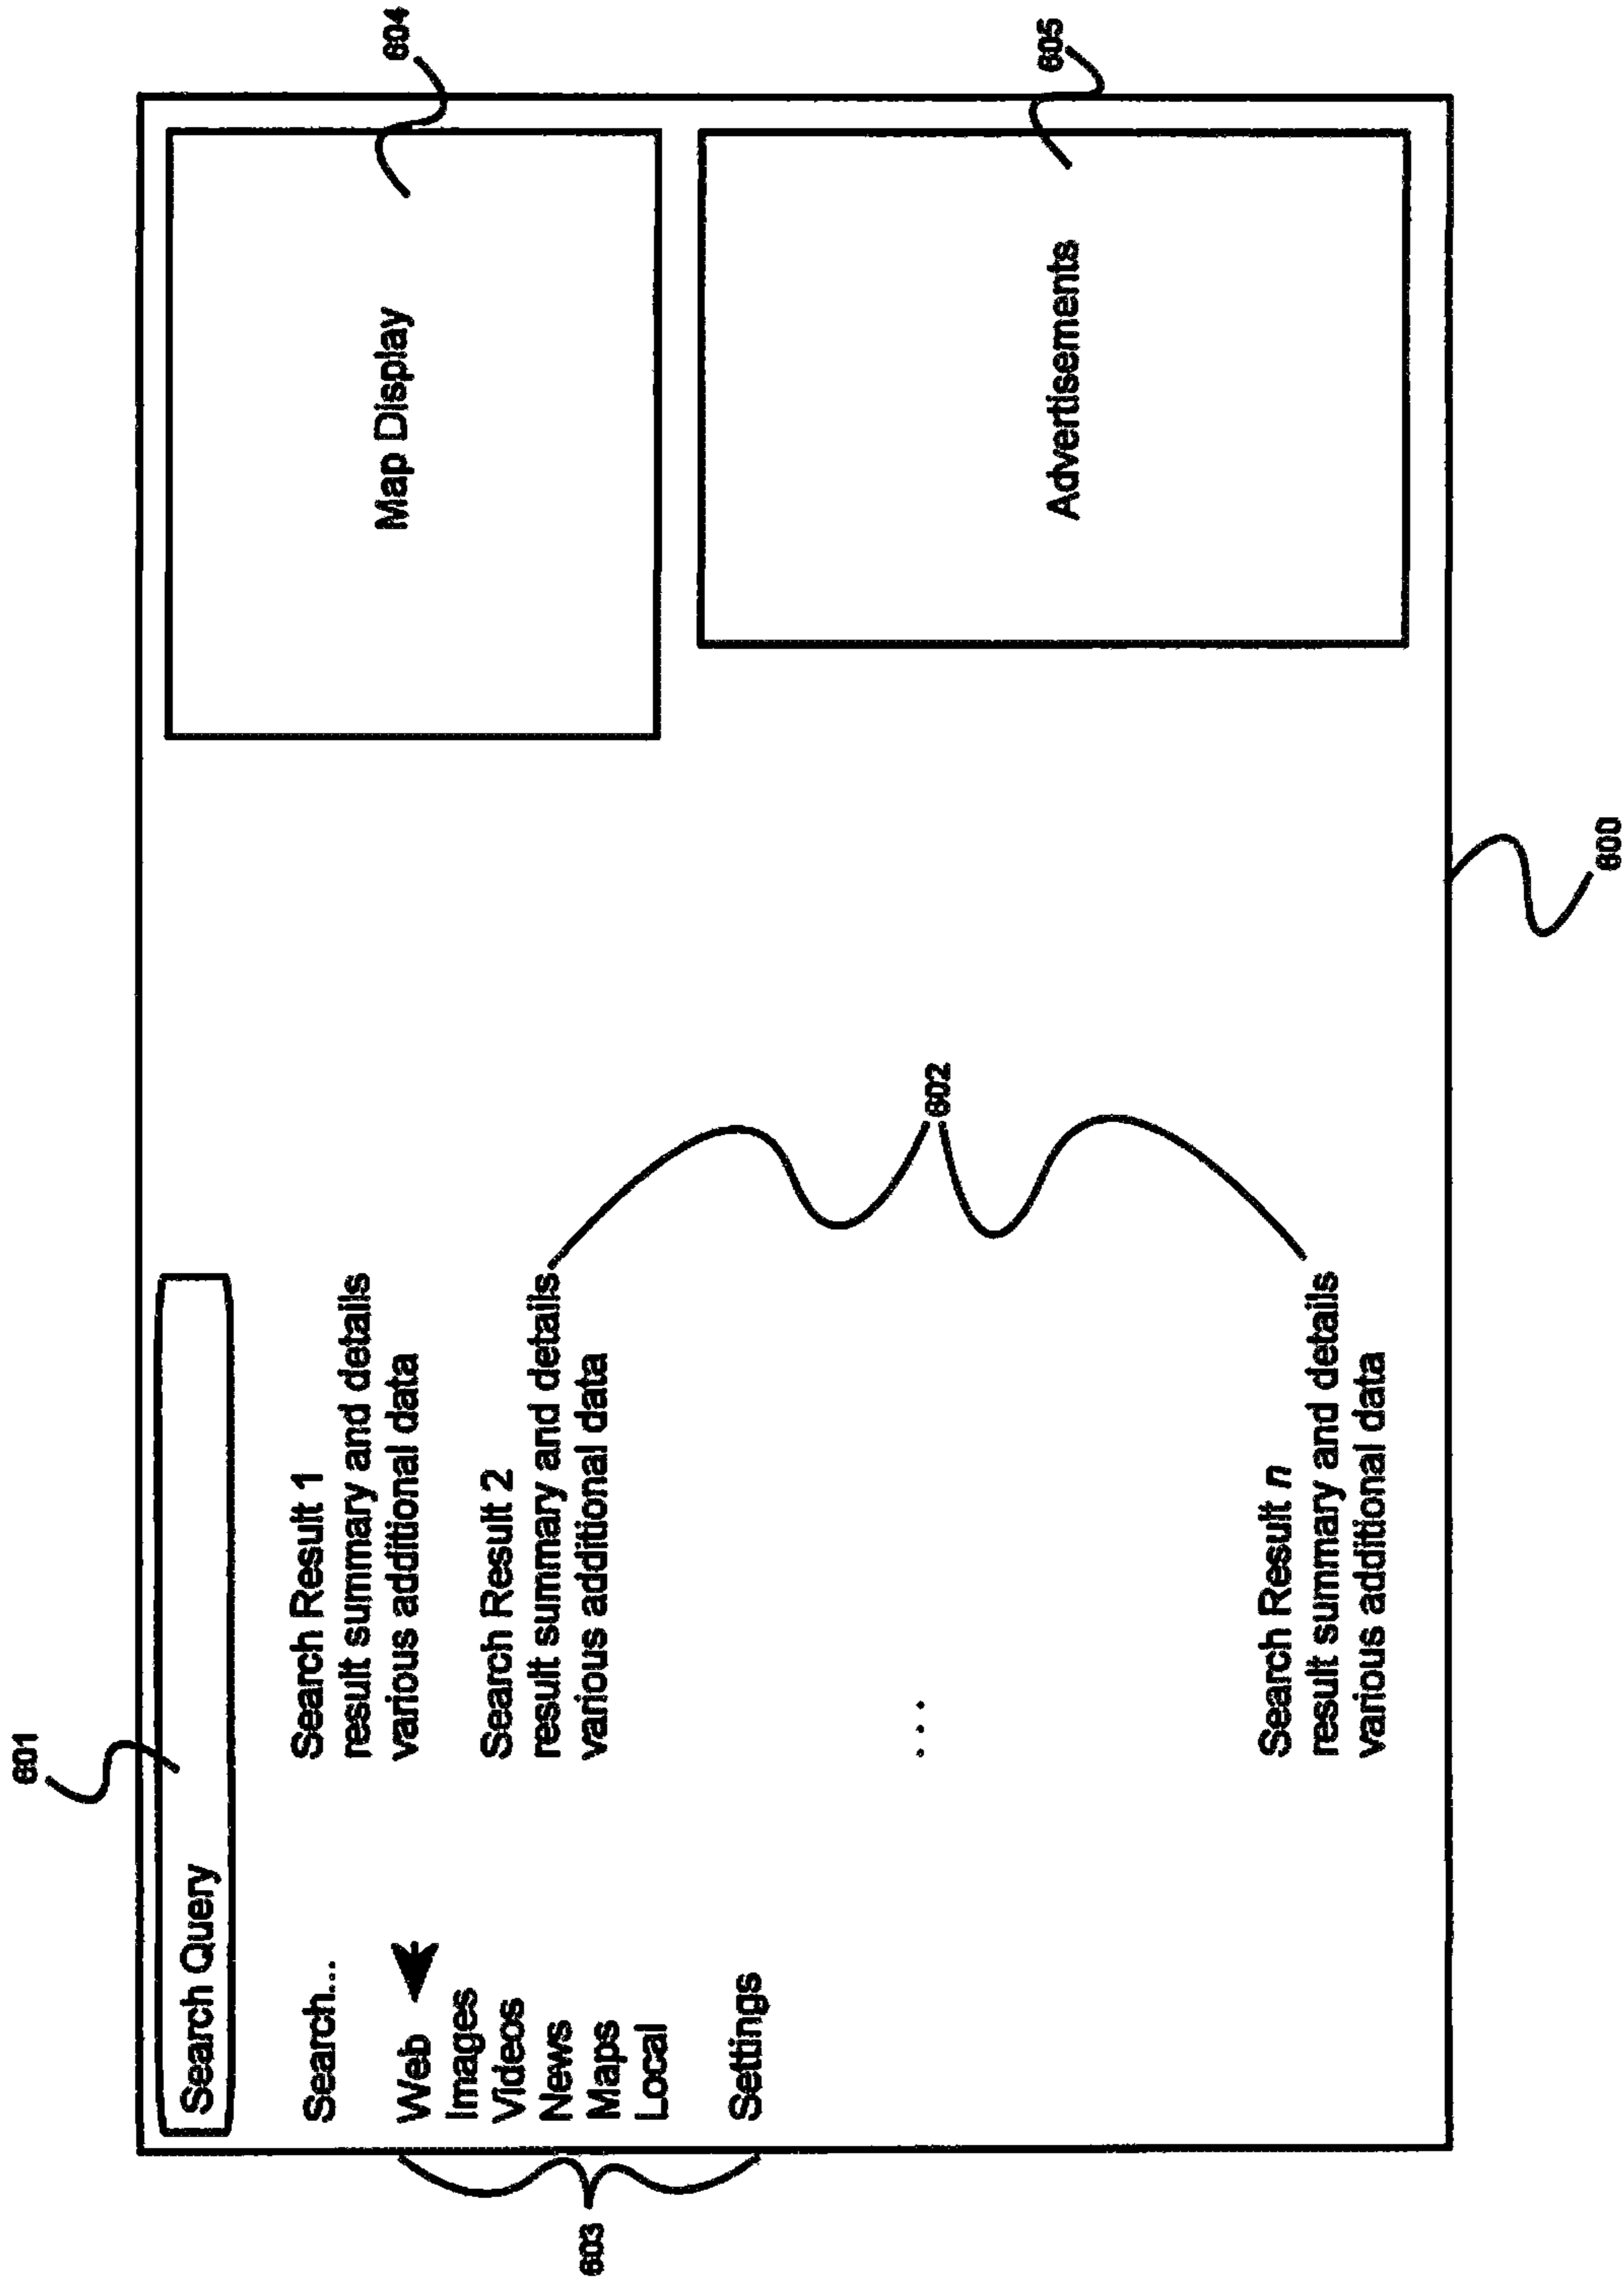 601
Search Query
Search...
Web
Images
Videos
News
Maps
Local
Settings
603
Search Result 1
result summary and details
various additional data
Search Result 2
result summary and details
various additional data
...
Search Result n
result summary and details
various additional data
602
Map Display
604
Advertisements
605
600